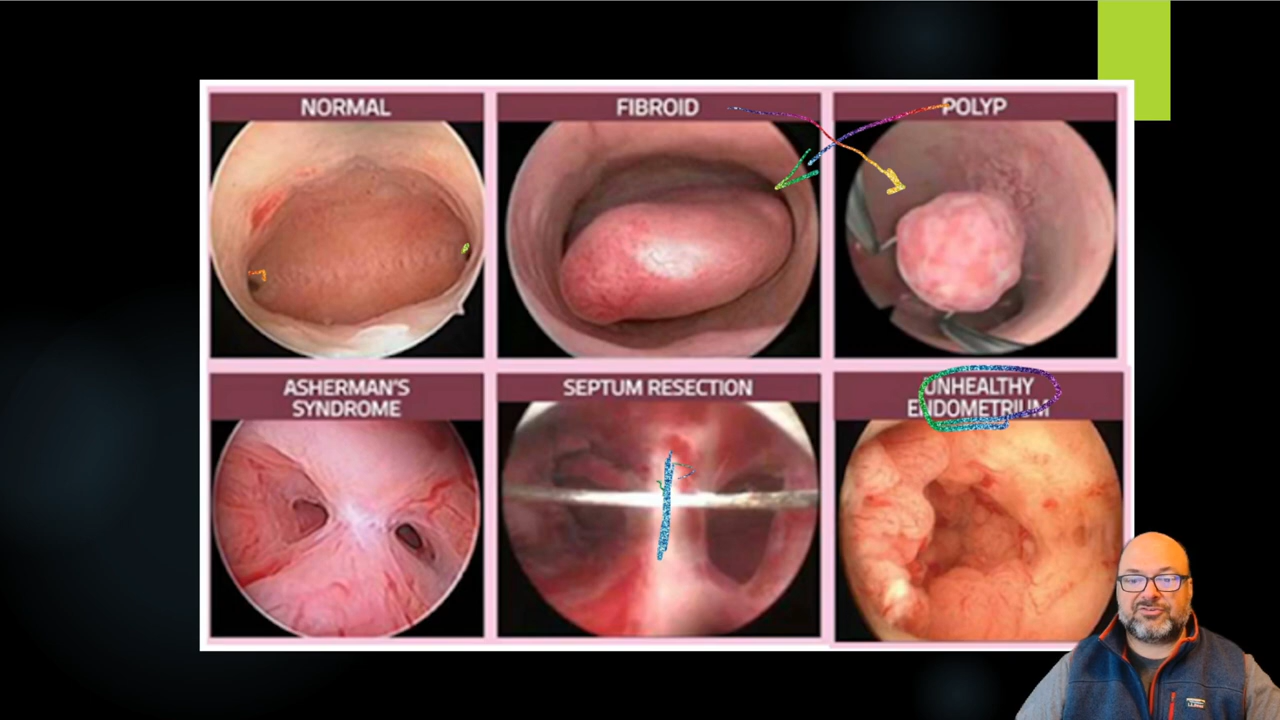 NORMAL
FIBROID
POLYP
ASHERMAN'S
SYNDROME
SEPTUM RESECTION
UNHEALTHY
ENDOMETRIUM